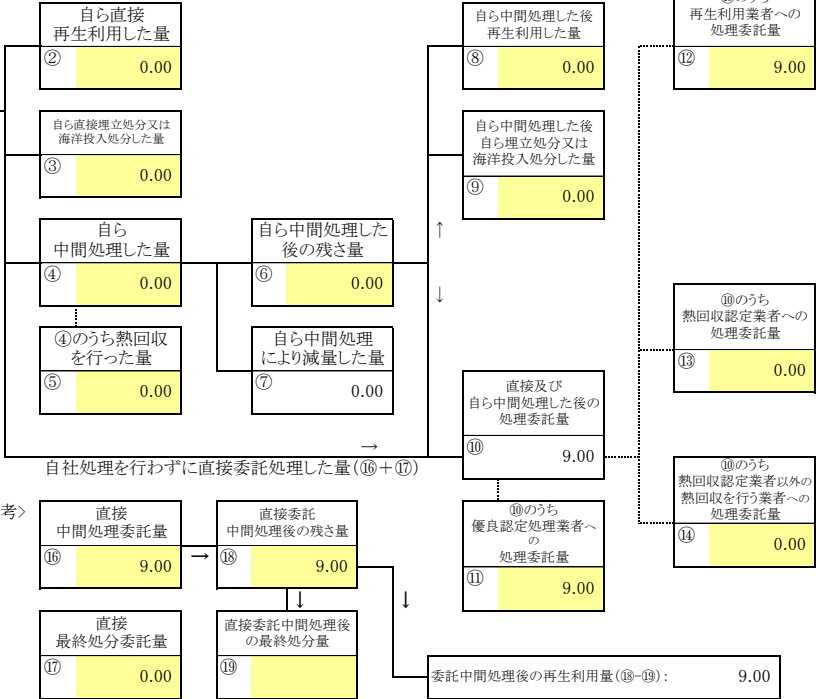 自ら直接
再生利用した量
② 0.00
自ら中間処理した後
再生利用した量
⑧ 0.00
再生利用業者への
処理委託量
⑫ 9.00
自ら直接埋立処分又は
海洋投入処分した量
③ 0.00
自ら中間処理した後
自ら埋立処分又は
海洋投入処分した量
⑨ 0.00
自ら
中間処理した量
④ 0.00
自ら中間処理した
後の残さ量
⑥ 0.00
↑
↓
④のうち熱回収
を行った量
⑤ 0.00
自ら中間処理
により減量した量
⑦ 0.00
⑩のうち
熱回収認定業者への
処理委託量
⑬ 0.00
直接及び
自ら中間処理した後の
処理委託量
⑩ 9.00
→
自社処理を行わずに直接委託処理した量(⑯+⑰)
⑩のうち
熱回収認定業者以外の
熱回収を行う業者への
処理委託量
⑭ 0.00
⑩のうち
優良認定処理業者へ
の
処理委託量
⑪ 9.00
考>
直接
中間処理委託量
⑯ 9.00
→
直接委託
中間処理後の残さ量
⑱ 9.00
↓
↓
直接
最終処分委託量
⑰ 0.00
直接委託中間処理後
の最終処分量
⑲
委託中間処理後の再生利用量(⑱-⑲): 9.00